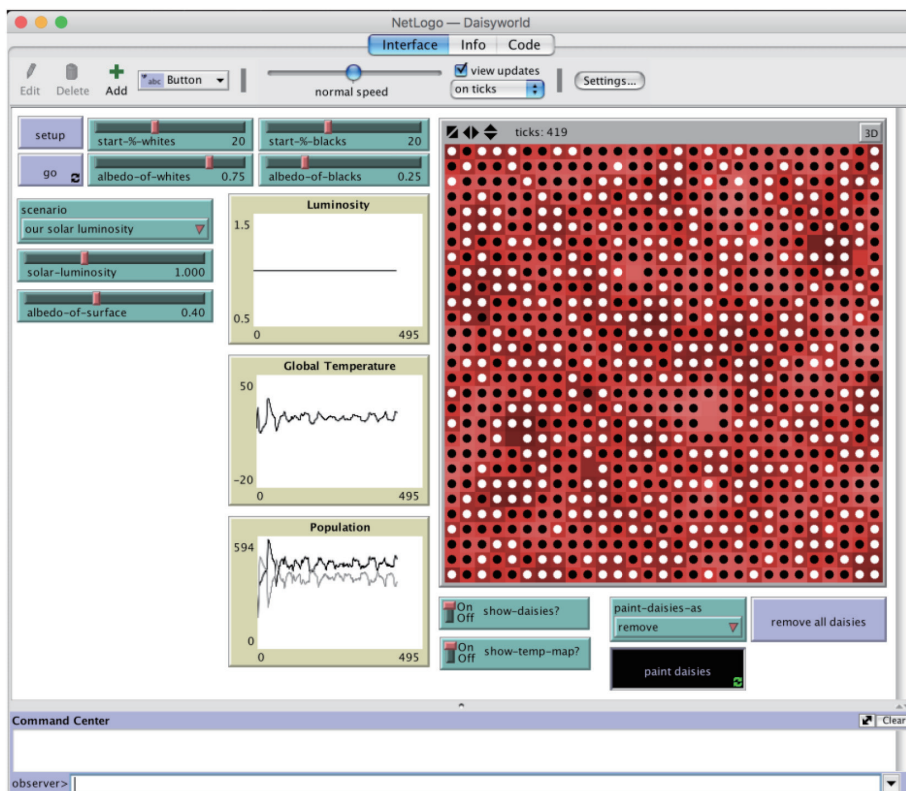 NetLogo — Daisyworld
Interface Info Code
Edit Delete Add abc Button normal speed view updates on ticks Settings...
setup
start-%-whites 20
start-%-blacks 20
go
albedo-of-whites 0.75
albedo-of-blacks 0.25
scenario
our solar luminosity
solar-luminosity 1.000
albedo-of-surface 0.40
Luminosity
1.5
0.5
0 495
Global Temperature
50
-20
0 495
Population
594
0
0 495
ticks: 419 3D
On
Off show-daisies?
On
Off show-temp-map?
paint-daisies-as
remove
remove all daisies
paint daisies
Command Center Clear
observer>